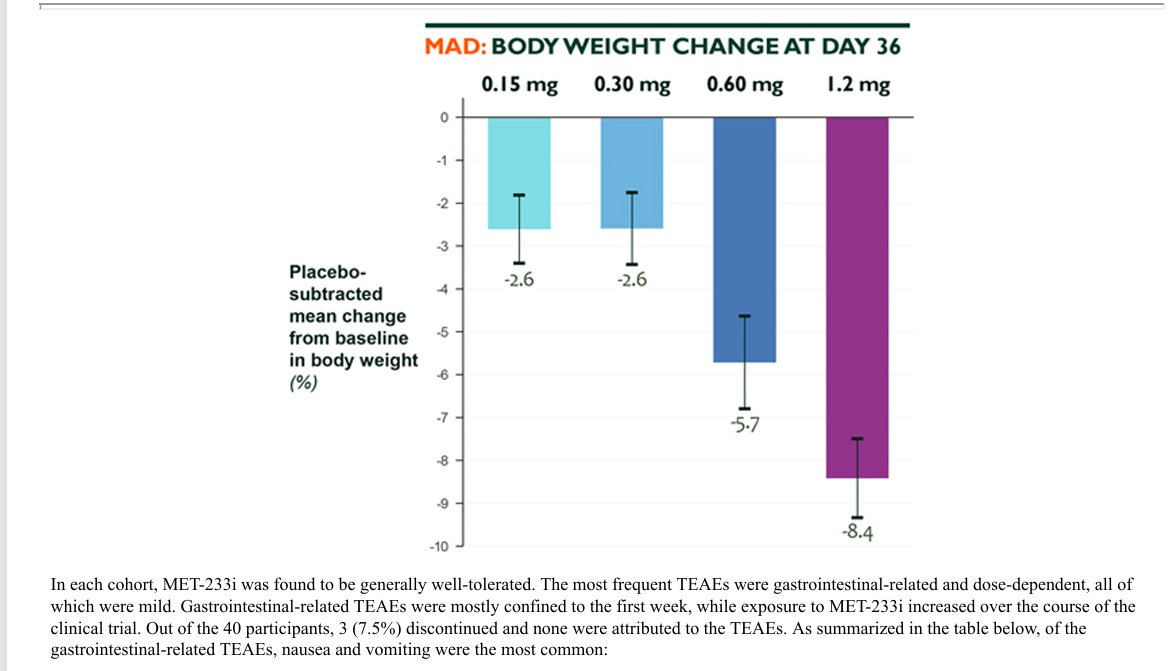 MAD: BODY WEIGHT CHANGE AT DAY 36
0.15 mg 0.30 mg 0.60 mg 1.2 mg
0
-1
-2
-3
-4
-5
-6
-7
-8
-9
-10
Placebo-
subtracted
mean change
from baseline
in body weight
(%)
-2.6
-2.6
-5.7
-8.4
In each cohort, MET-233i was found to be generally well-tolerated. The most frequent TEAEs were gastrointestinal-related and dose-dependent, all of
which were mild. Gastrointestinal-related TEAEs were mostly confined to the first week, while exposure to MET-233i increased over the course of the
clinical trial. Out of the 40 participants, 3 (7.5%) discontinued and none were attributed to the TEAEs. As summarized in the table below, of the
gastrointestinal-related TEAEs, nausea and vomiting were the most common: